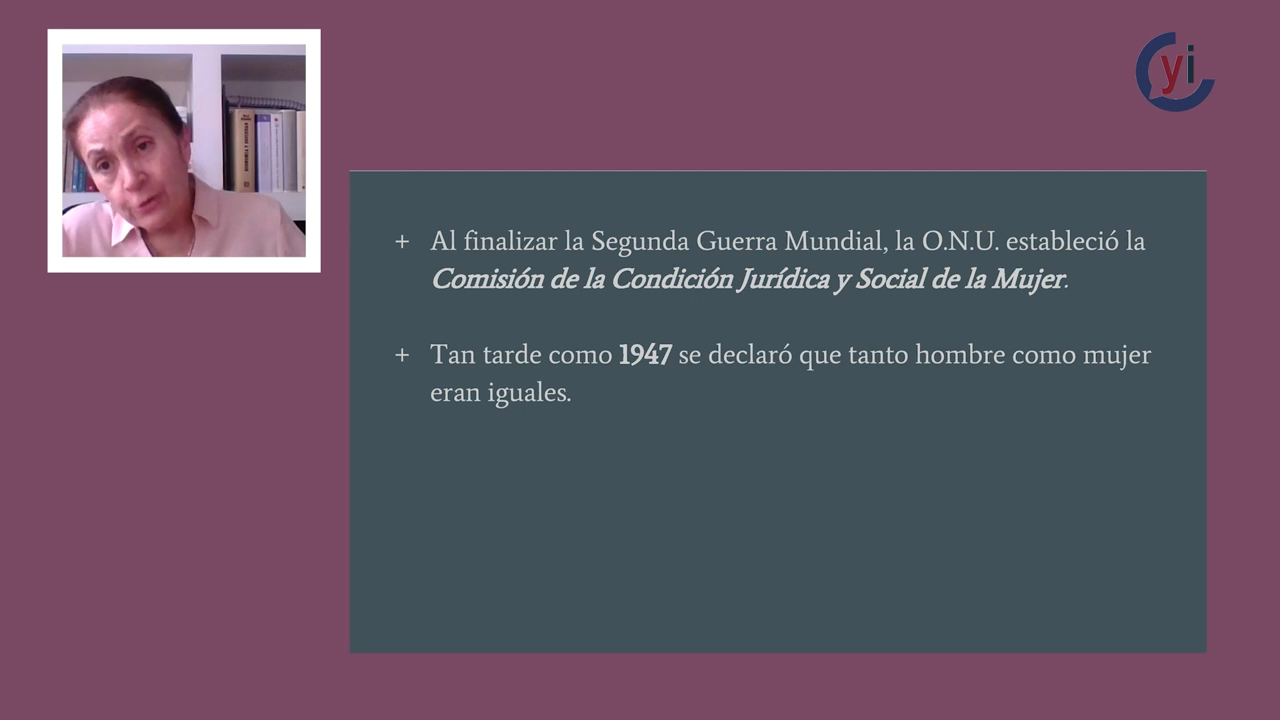 yi
+ Al finalizar la Segunda Guerra Mundial, la O.N.U. estableció la
Comisión de la Condición Jurídica y Social de la Mujer.
+ Tan tarde como 1947 se declaró que tanto hombre como mujer
eran iguales.